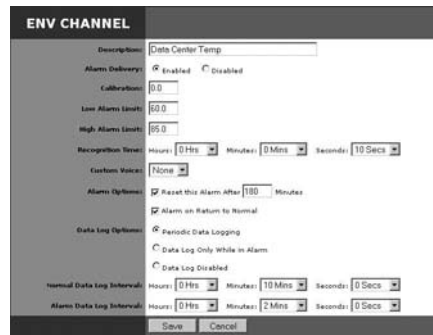 ENV CHANNEL
Description: Data Center Temp
Alarm Delivery: Enabled Disabled
Calibration: 0.0
Low Alarm Limit: 60.0
High Alarm Limit: 85.0
Recognition Time: Hours: 0 Hrs Minutes: 0 Mins Seconds: 10 Secs
Custom Voice: None
Alarm Options: Reset this Alarm After 180 Minutes
Alarm on Return to Normal
Data Log Options: Periodic Data Logging
Data Log Only While in Alarm
Data Log Disabled
Normal Data Log Interval: Hours: 0 Hrs Minutes: 10 Mins Seconds: 0 Secs
Alarm Data Log Interval: Hours: 0 Hrs Minutes: 2 Mins Seconds: 0 Secs
Save Cancel